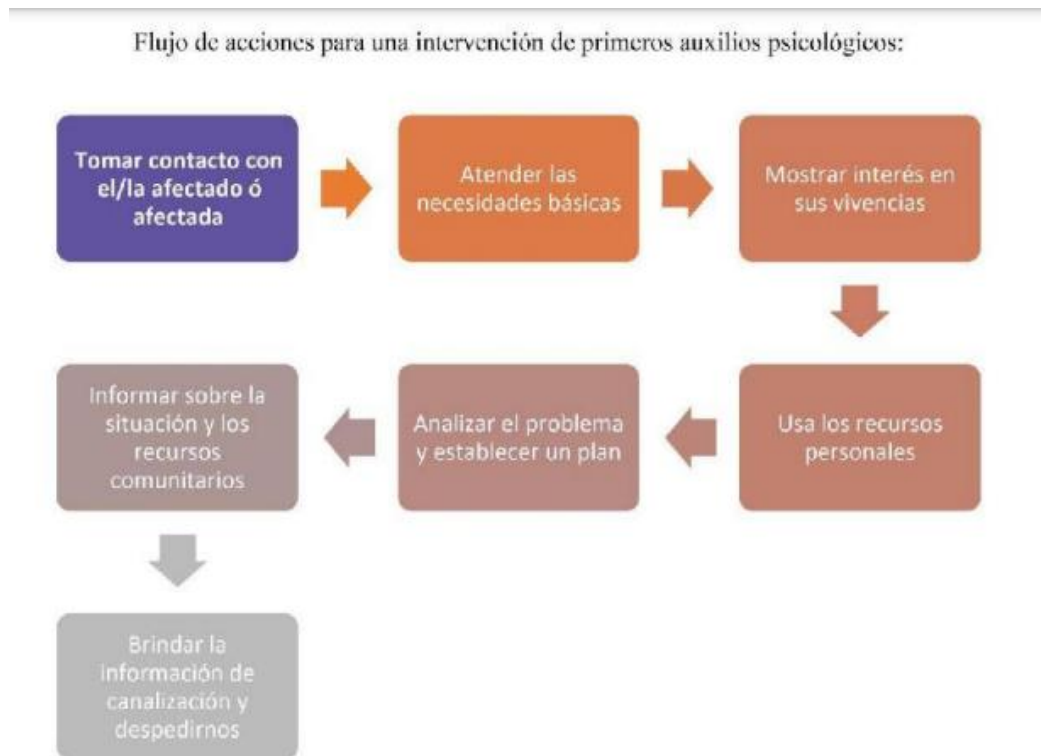 Flujo de acciones para una intervención de primeros auxilios psicológicos:
Tomar contacto con
el/la afectado ó
afectada
Atender las
necesidades básicas
Mostrar interés en
sus vivencias
Usa los recursos
personales
Analizar el problema
y establecer un plan
Informar sobre la
situación y los
recursos
comunitarios
Brindar la
información de
canalización y
despedirnos